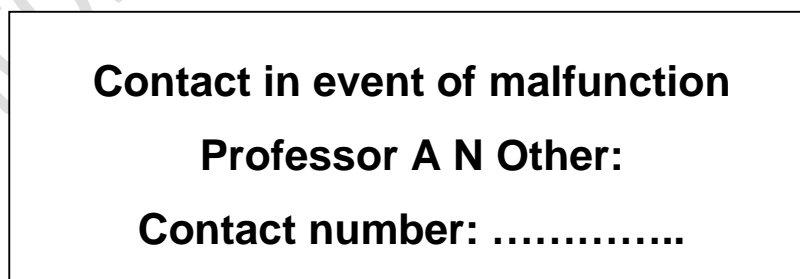 Contact in event of malfunction
Professor A N Other:
Contact number: …………..